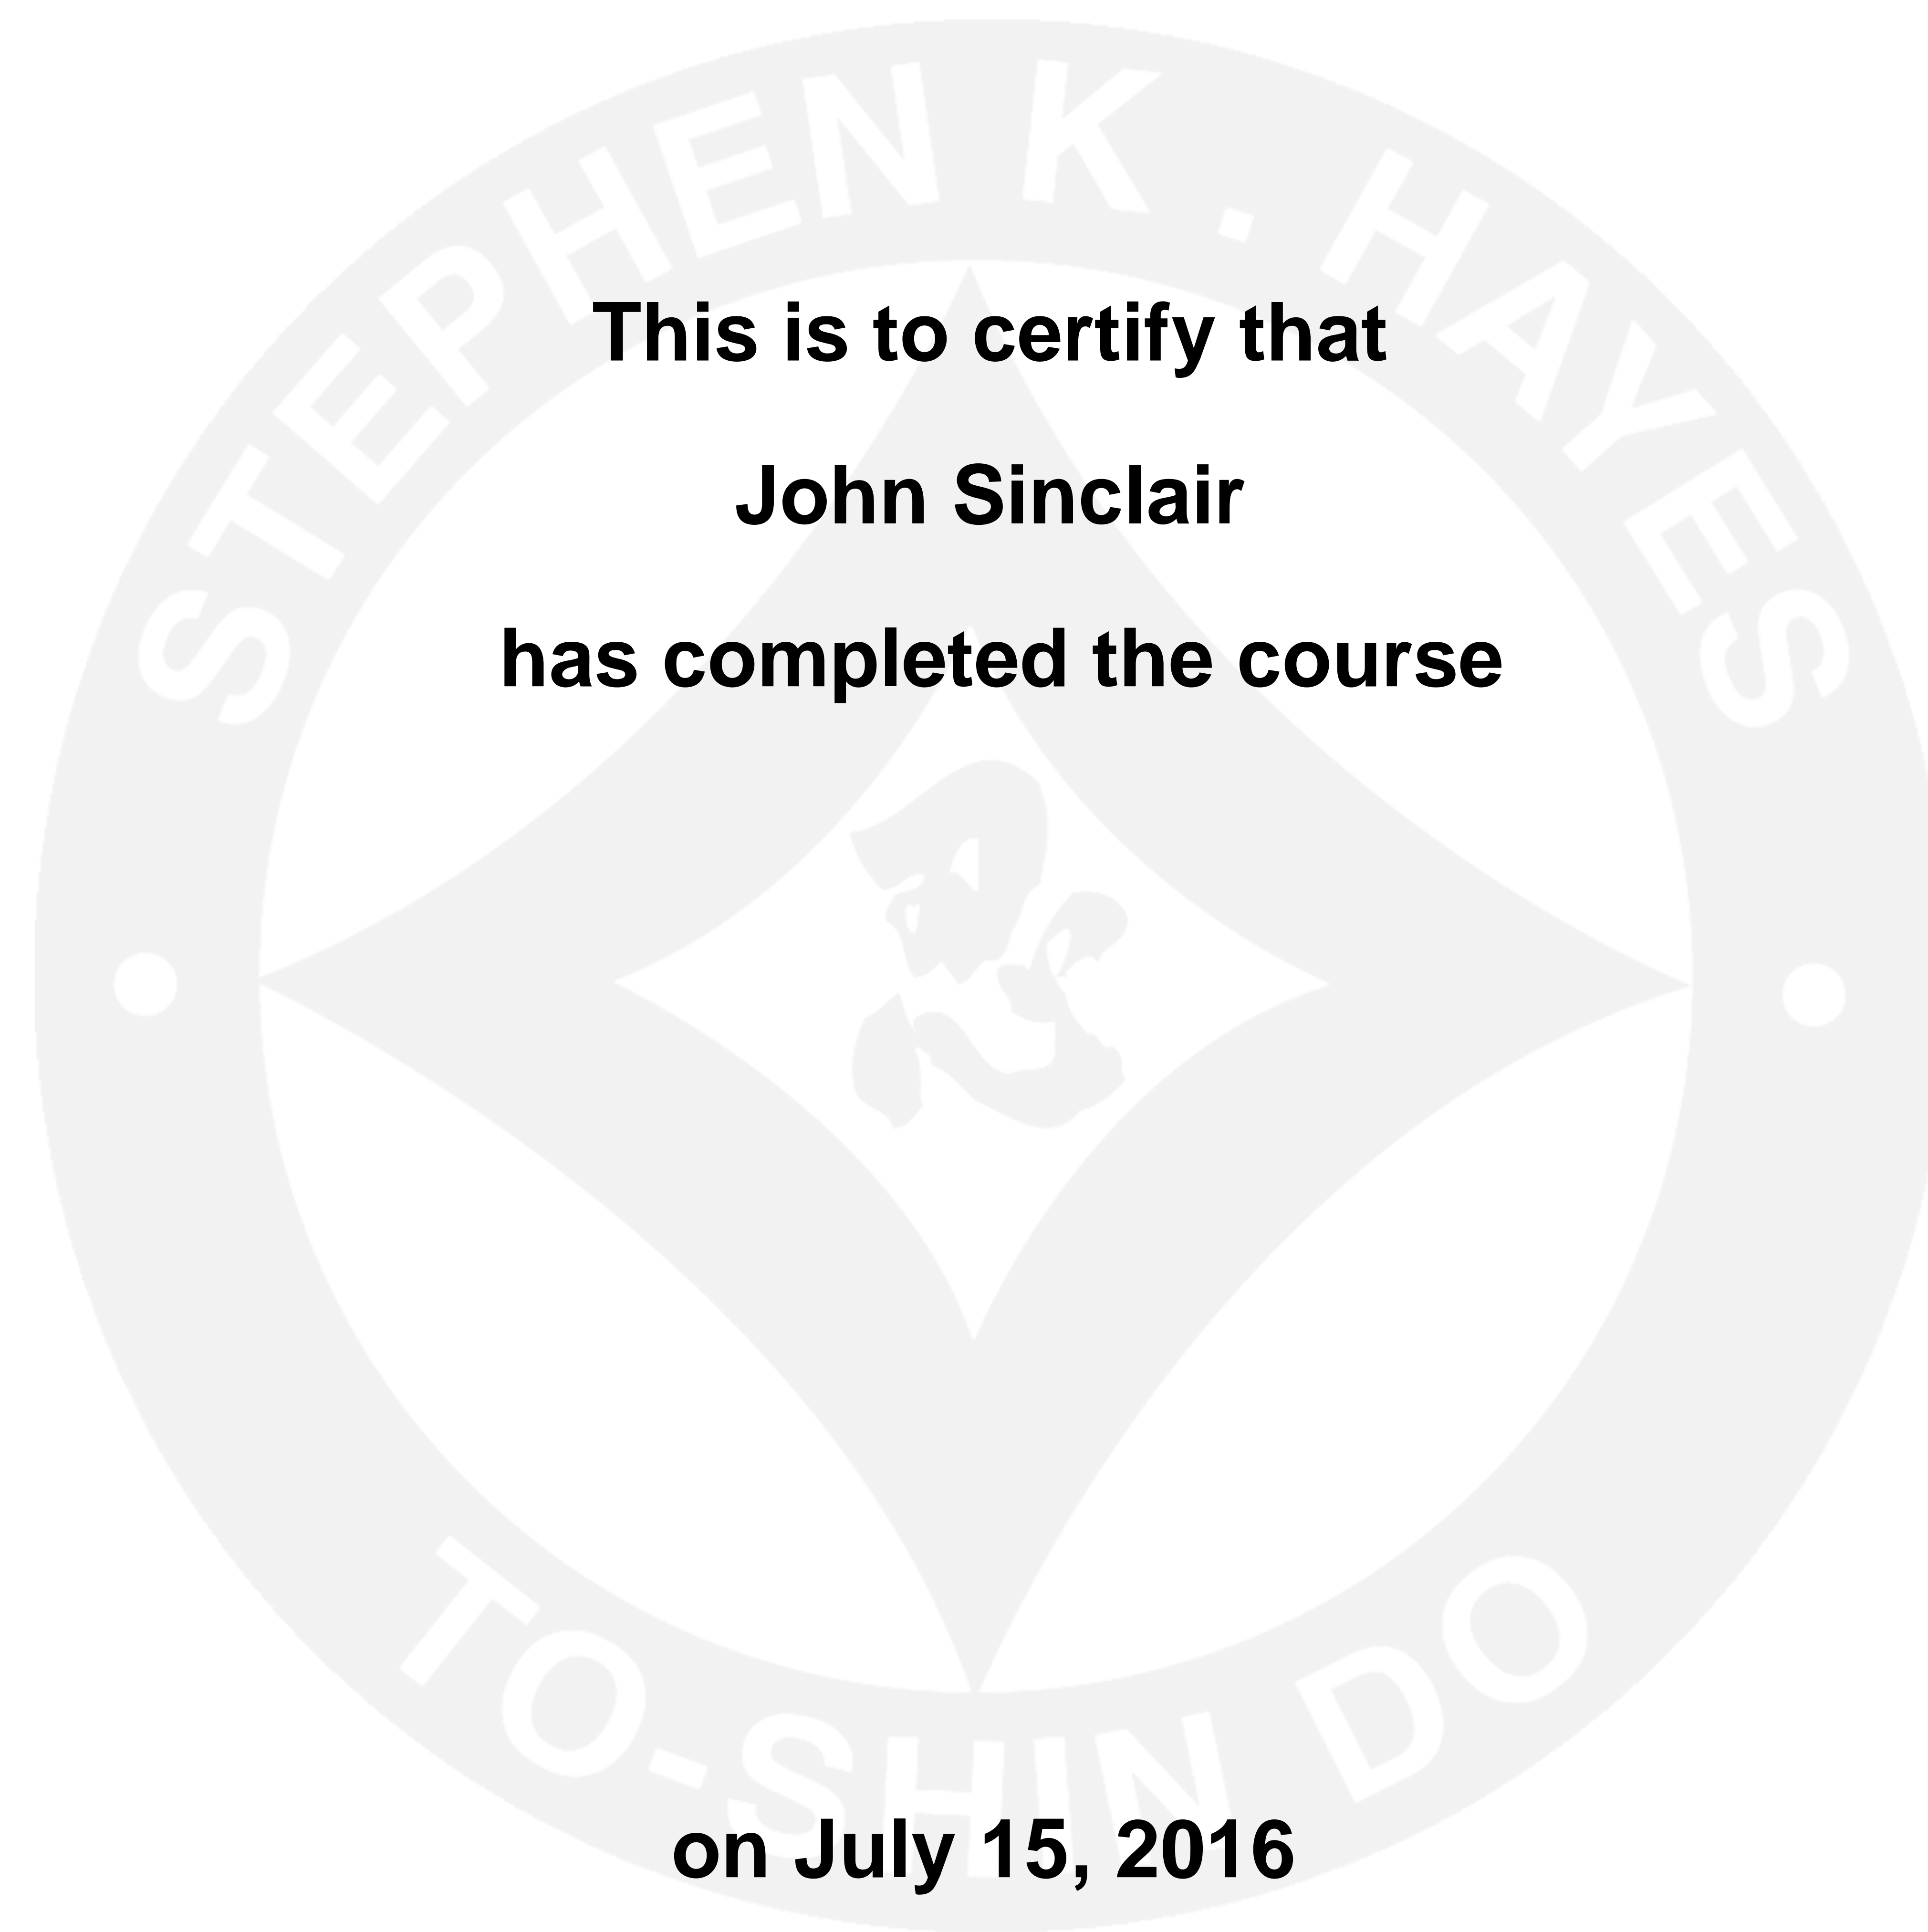 STEPHEN K. HAYES
This is to certify that
John Sinclair
has completed the course
忍
TO-SHIN DO
on July 15, 2016